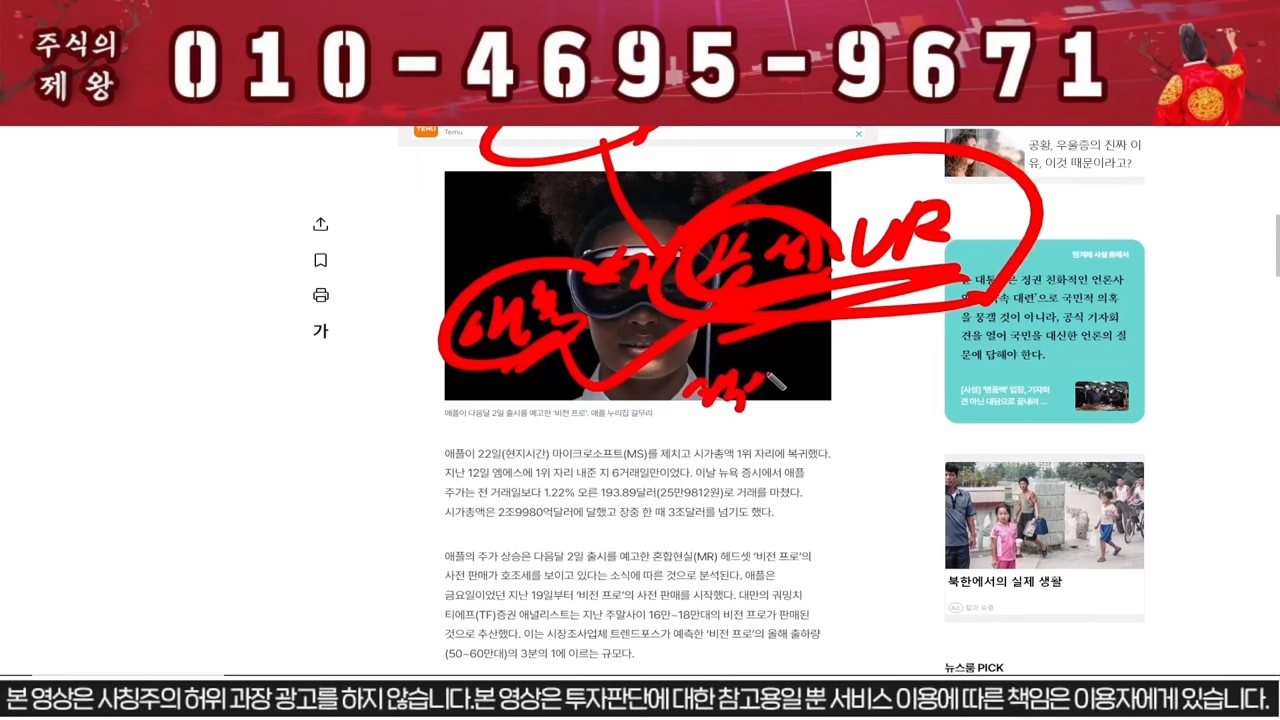 주식의
제 왕
010-4695-9671
TEMU
Temu
공황, 우울증의 진짜 이
유, 이것 때문이라고?
가
애플
UP
애플이 다음달 2일 출시를 예고한 '비전 프로'. 애플 누리집 갈무리
애플이 22일(현지시간) 마이크로소프트(MS)를 제치고 시가총액 1위 자리에 복귀했다.
지난 12일 엠에스에 1위 자리 내준 지 6거래일만이었다. 이날 뉴욕 증시에서 애플
주가는 전 거래일보다 1.22% 오른 193.89달러(25만9812원)로 거래를 마쳤다.
시가총액은 2조9980억달러에 달했고 장중 한 때 3조달러를 넘기도 했다.
애플의 주가 상승은 다음달 2일 출시를 예고한 혼합현실(MR) 헤드셋 '비전 프로'의
사전 판매가 호조세를 보이고 있다는 소식에 따른 것으로 분석된다. 애플은
금요일이었던 지난 19일부터 '비전 프로'의 사전 판매를 시작했다. 대만의 궈밍치
티에프(TF)증권 애널리스트는 지난 주말사이 16만~18만대의 비전 프로가 판매된
것으로 추산했다. 이는 시장조사업체 트렌드포스가 예측한 '비전 프로'의 올해 출하량
(50~60만대)의 3분의 1에 이르는 규모다.
한겨레 사설 중에서
대통 은 정권 친화적인 언론사
속 대련'으로 국민적 의혹
을 뭉갤 것이 아니라, 공식 기자회
견을 열어 국민을 대신한 언론의 질
문에 답해야 한다.
[사설] '명품백' 입장, 기자회
견 아닌 대담으로 끝내려 ...
북한에서의 실제 생활
Ad
뉴스룸 PICK
본 영상은 사칭주의 허위 과장 광고를 하지 않습니다.본 영상은 투자판단에 대한 참고용일 뿐 서비스 이용에 따른 책임은 이용자에게 있습니다.